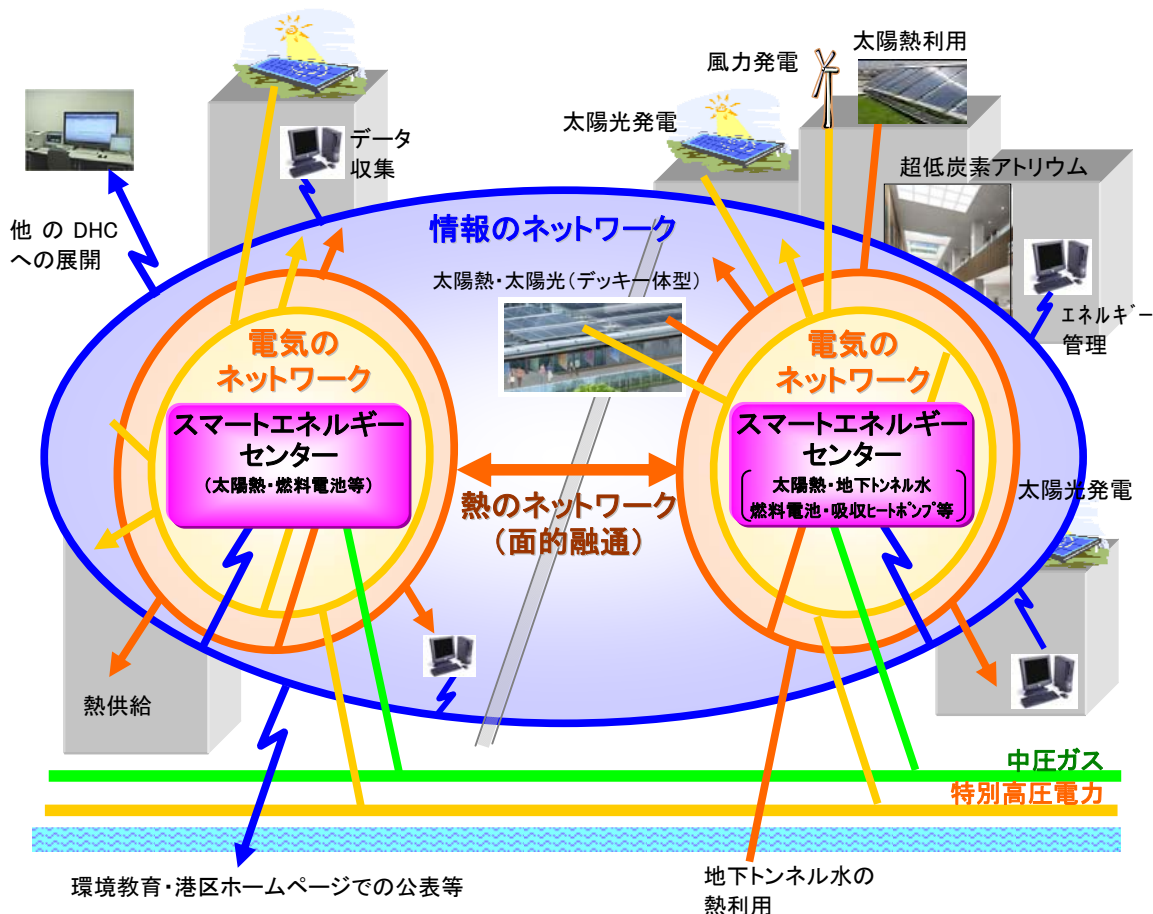 太陽熱利用
風力発電
太陽光発電
データ
収集
超低炭素アトリウム
他 の DHC
への展開
情報のネットワーク
太陽熱・太陽光（デッキ一体型）
エネルギー
管理
電気の
ネットワーク
電気の
ネットワーク
スマートエネルギー
センター
（太陽熱・燃料電池等）
スマートエネルギー
センター
太陽熱・地下トンネル水
燃料電池・吸収ヒートポンプ等
熱のネットワーク
（面的融通）
太陽光発電
熱供給
中圧ガス
特別高圧電力
環境教育・港区ホームページでの公表等
地下トンネル水の
熱利用